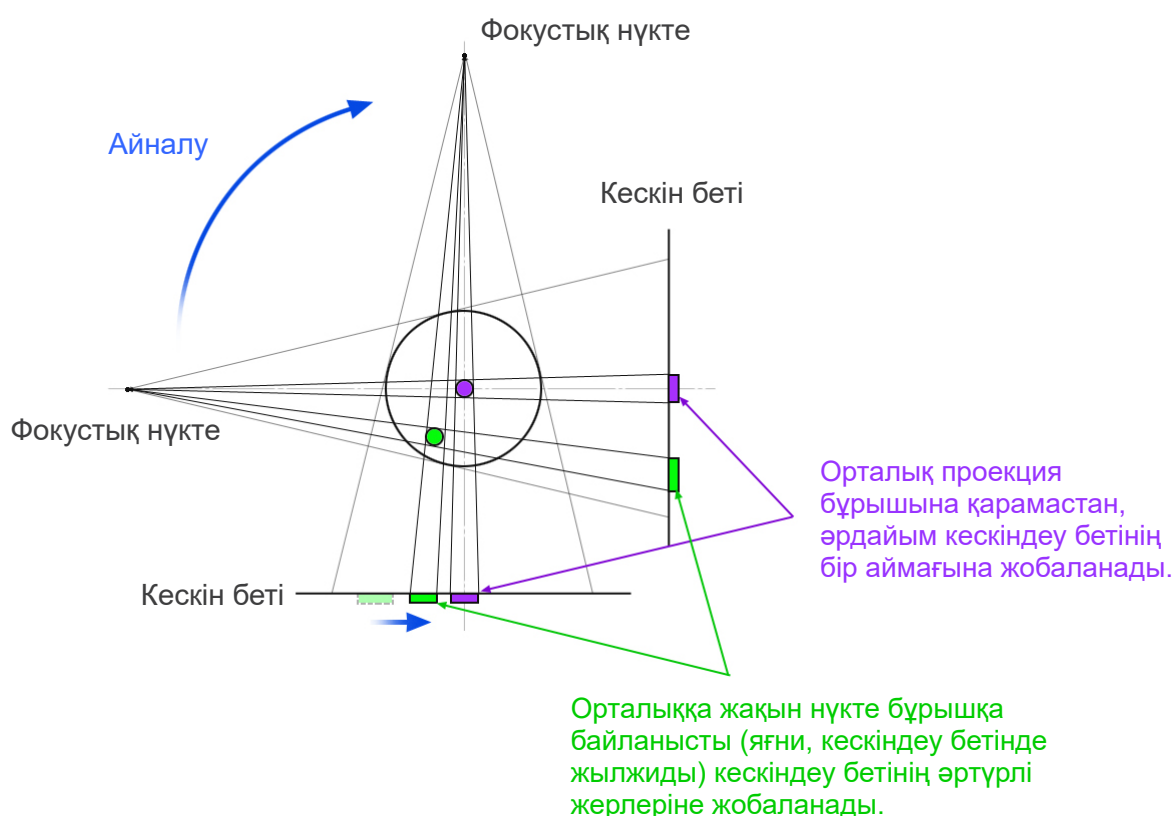 Фокустық нүкте
Айналу
Кескін беті
Фокустық нүкте
Орталық проекция
бұрышына қарамастан,
әрдайым кескіндеу бетінің
бір аймағына жобаланады.
Кескін беті
Орталыққа жақын нүкте бұрышқа
байланысты (яғни, кескіндеу бетінде
жылжиды) кескіндеу бетінің әртүрлі
жерлеріне жобаланады.